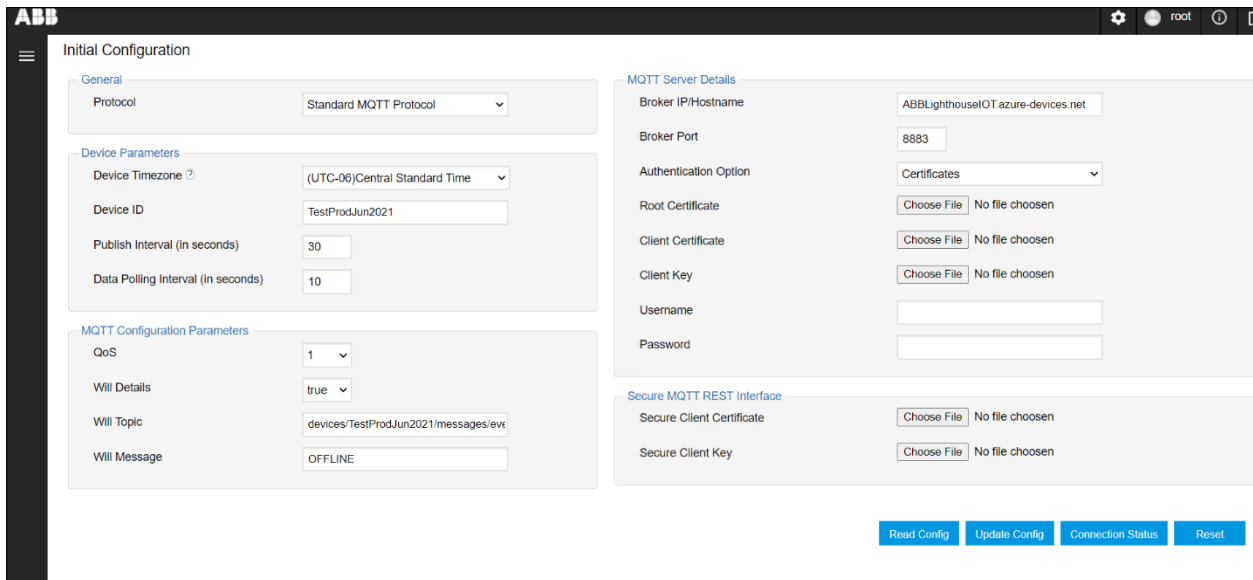 ABB
root
Initial Configuration
General
Protocol
Standard MQTT Protocol
Device Parameters
Device Timezone ?
(UTC-06)Central Standard Time
Device ID
TestProdJun2021
Publish Interval (in seconds)
30
Data Polling Interval (in seconds)
10
MQTT Configuration Parameters
QoS
1
Will Details
true
Will Topic
devices/TestProdJun2021/messages/eve
Will Message
OFFLINE
MQTT Server Details
Broker IP/Hostname
ABBLighthouseIOT.azure-devices.net
Broker Port
8883
Authentication Option
Certificates
Root Certificate
Choose File No file choosen
Client Certificate
Choose File No file choosen
Client Key
Choose File No file choosen
Username
Password
Secure MQTT REST Interface
Secure Client Certificate
Choose File No file choosen
Secure Client Key
Choose File No file choosen
Read Config
Update Config
Connection Status
Reset